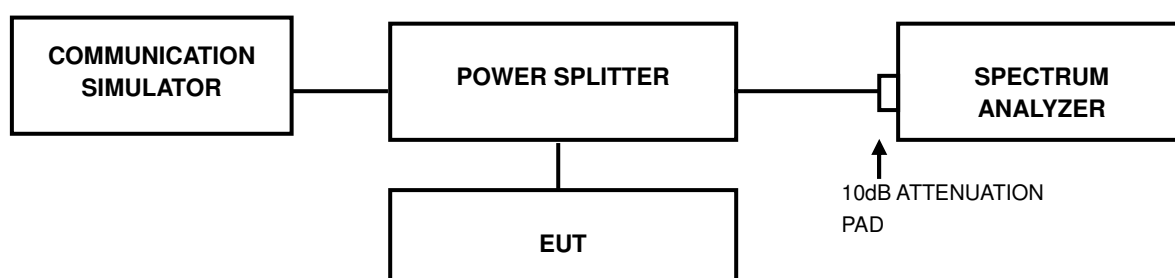 COMMUNICATION
SIMULATOR
POWER SPLITTER
SPECTRUM
ANALYZER
10dB ATTENUATION
PAD
EUT